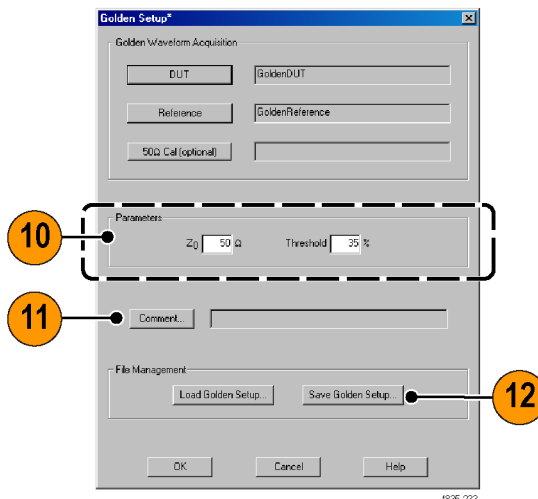 Golden Setup*
Golden Waveform Acquisition
DUT
GoldenDUT
Reference
GoldenReference
50Ω Cal (optional)
Parameters
Z0 50 Ω Threshold 35 %
10
11
Comment...
File Management
Load Golden Setup... Save Golden Setup...
12
OK Cancel Help